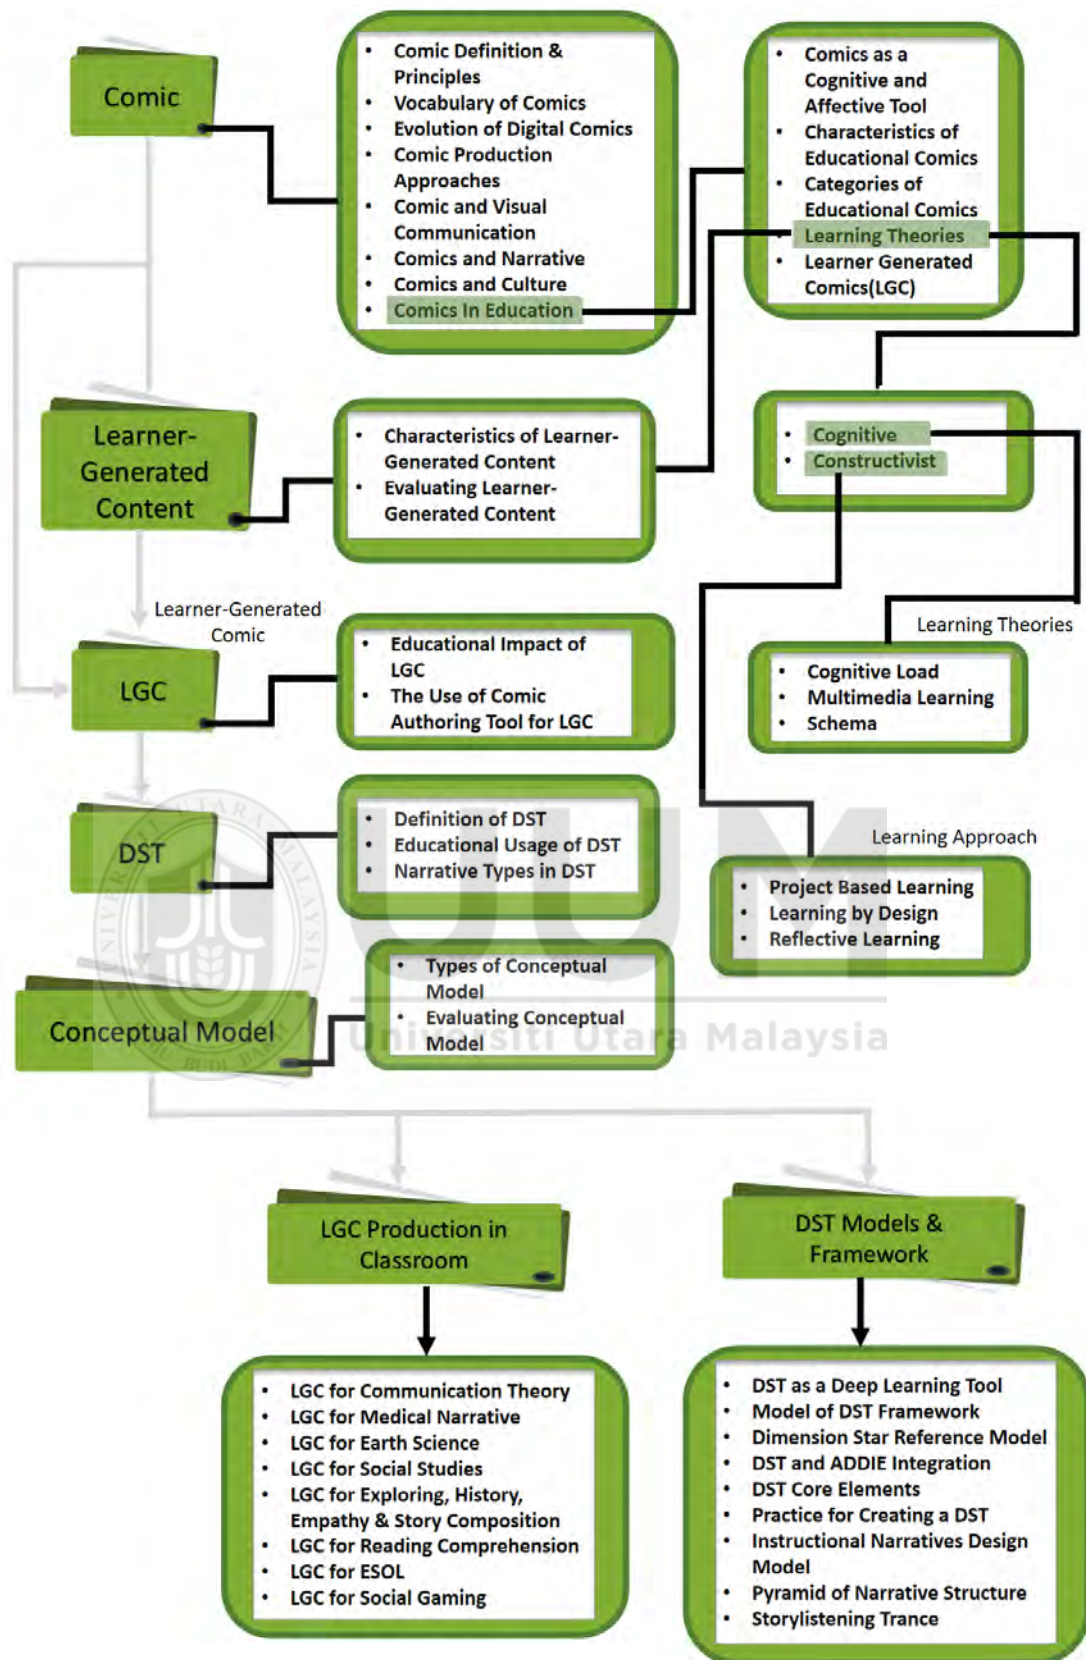 Comic
Comic Definition &
Principles
Vocabulary of Comics
Evolution of Digital Comics
Comic Production
Approaches
Comic and Visual
Communication
Comics and Narrative
Comics and Culture
Comics In Education
Comics as a
Cognitive and
Affective Tool
Characteristics of
Educational Comics
Categories of
Educational Comics
Learning Theories
Learner Generated
Comics(LGC)
Learner-
Generated
Content
Characteristics of Learner-
Generated Content
Evaluating Learner-
Generated Content
Cognitive
Constructivist
Learner-Generated
Comic
LGC
Educational Impact of
LGC
The Use of Comic
Authoring Tool for LGC
Learning Theories
Cognitive Load
Multimedia Learning
Schema
DST
Definition of DST
Educational Usage of DST
Narrative Types in DST
Learning Approach
Project Based Learning
Learning by Design
Reflective Learning
Conceptual Model
Types of Conceptual
Model
Evaluating Conceptual
Model
UNIVERSITI UTARA MALAYSIA
BUDI
UUM
Universiti Utara Malaysia
LGC Production in
Classroom
DST Models &
Framework
LGC for Communication Theory
LGC for Medical Narrative
LGC for Earth Science
LGC for Social Studies
LGC for Exploring, History,
Empathy & Story Composition
LGC for Reading Comprehension
LGC for ESOL
LGC for Social Gaming
DST as a Deep Learning Tool
Model of DST Framework
Dimension Star Reference Model
DST and ADDIE Integration
DST Core Elements
Practice for Creating a DST
Instructional Narratives Design
Model
Pyramid of Narrative Structure
Storylistening Trance